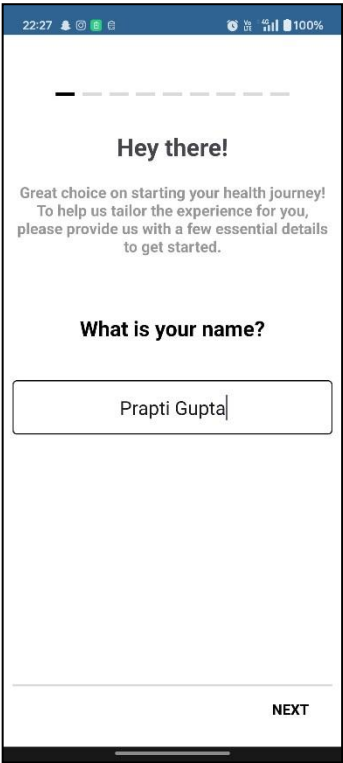 22:27 100%
Hey there!
Great choice on starting your health journey!
To help us tailor the experience for you,
please provide us with a few essential details
to get started.
What is your name?
Prapti Gupta
NEXT